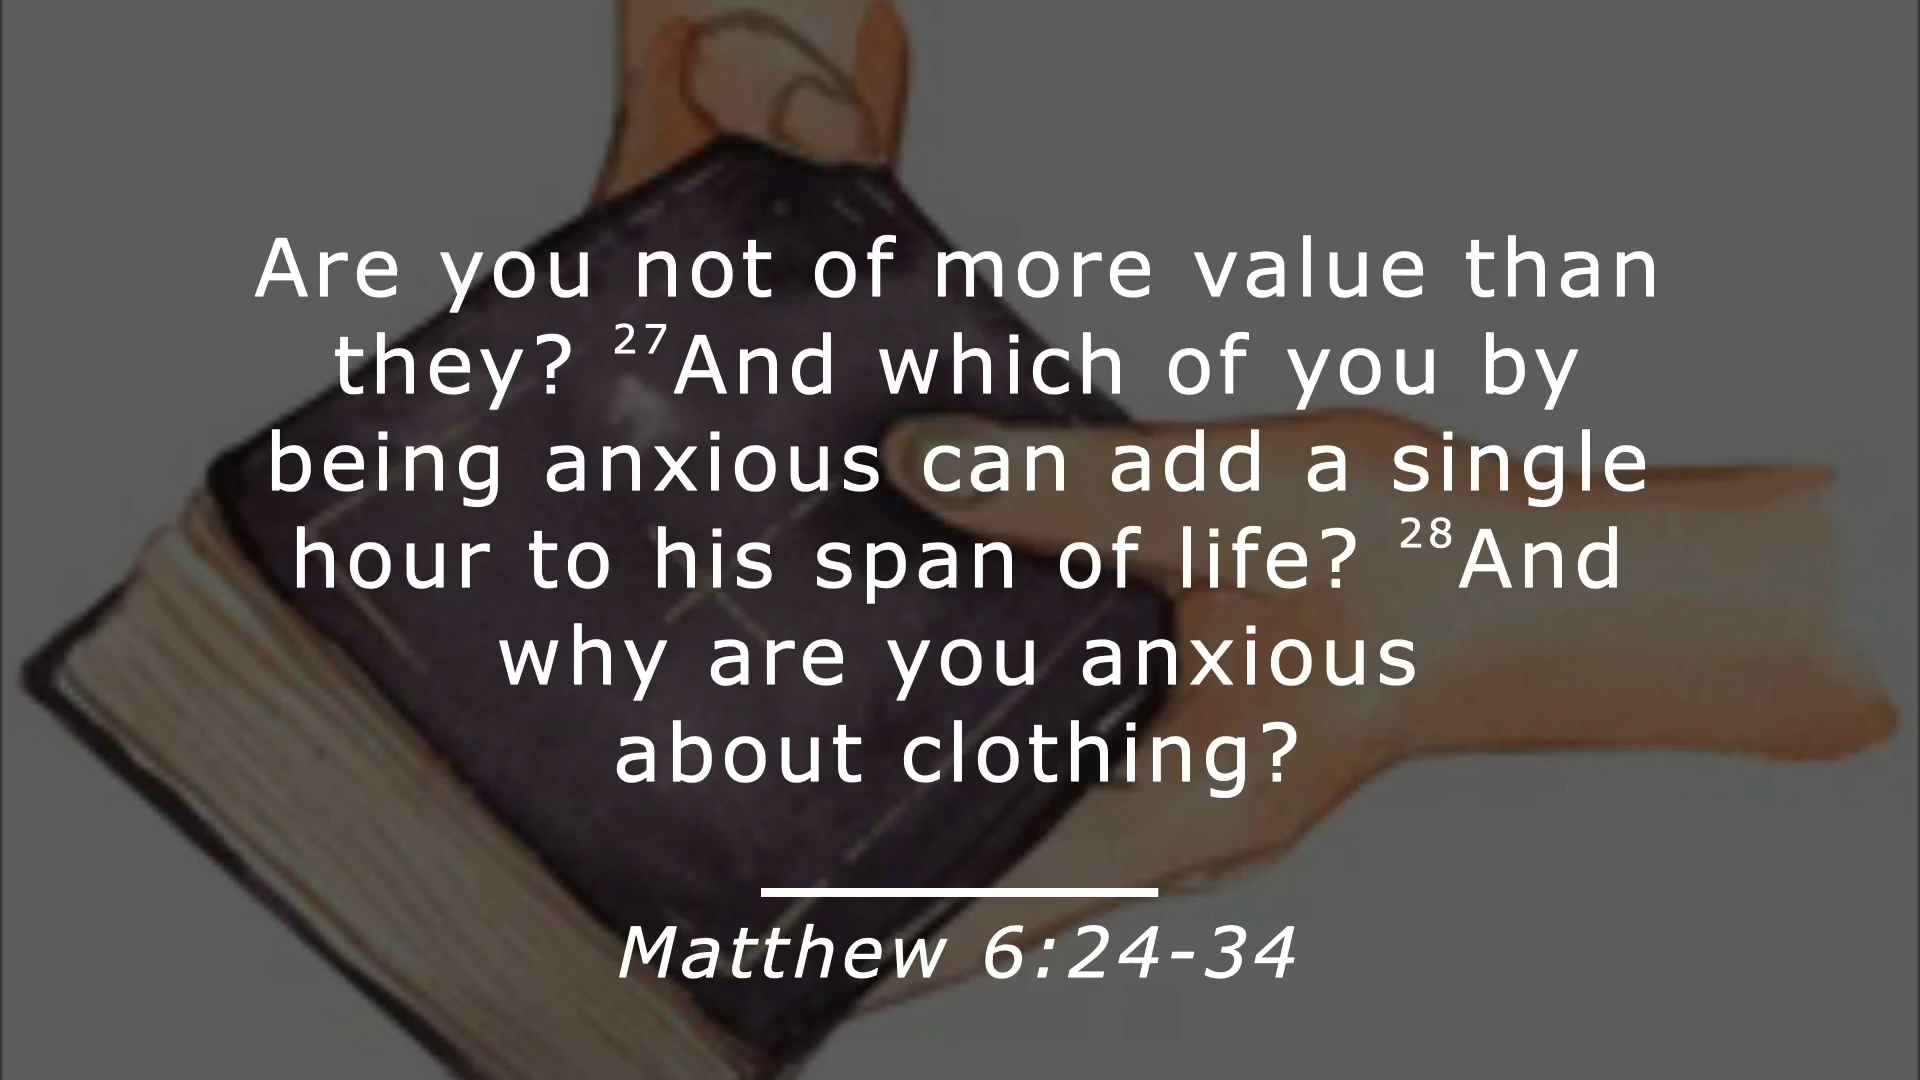 Are you not of more value than
they? ²⁷And which of you by
being anxious can add a single
hour to his span of life? ²⁸And
why are you anxious
about clothing?
Matthew 6:24-34